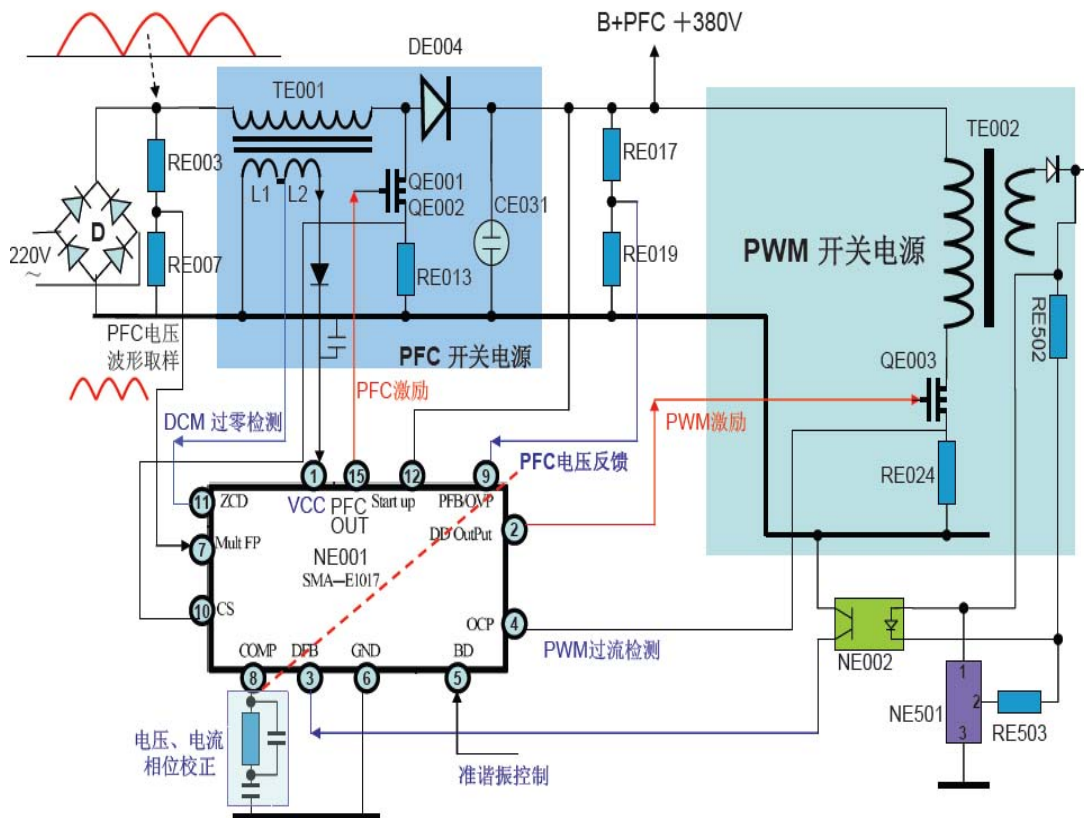 B+PFC ＋380V
DE004
TE001
TE002
RE003
RE017
L1
L2
QE001
QE002
CE031
D
220V
~
RE007
RE013
RE019
PWM 开关电源
RE502
PFC电压
波形取样
PFC 开关电源
QE003
PFC激励
DCM 过零检测
PWM激励
PFC电压反馈
RE024
1
15
12
9
11
ZCD
VCC
PFC
OUT
Start up
PFB/OVP
7
Mult FP
DD OutPut
2
NE001
SMA—E1017
10
CS
OCP
4
PWM过流检测
COMP
DFB
GND
BD
8
3
6
5
NE002
1
NE501
2
3
RE503
电压、电流
相位校正
准谐振控制